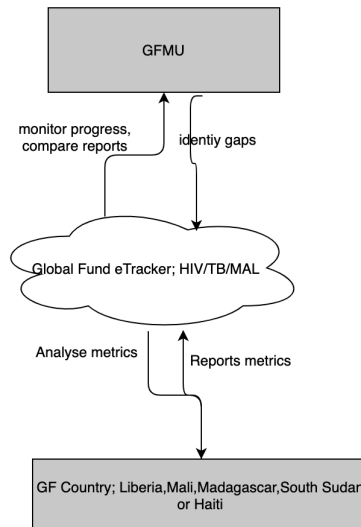 GFMU
monitor progress,
compare reports
identiy gaps
Global Fund eTracker; HIV/TB/MAL
Analyse metrics
Reports metrics
GF Country; Liberia,Mali,Madagascar,South Sudan
or Haiti